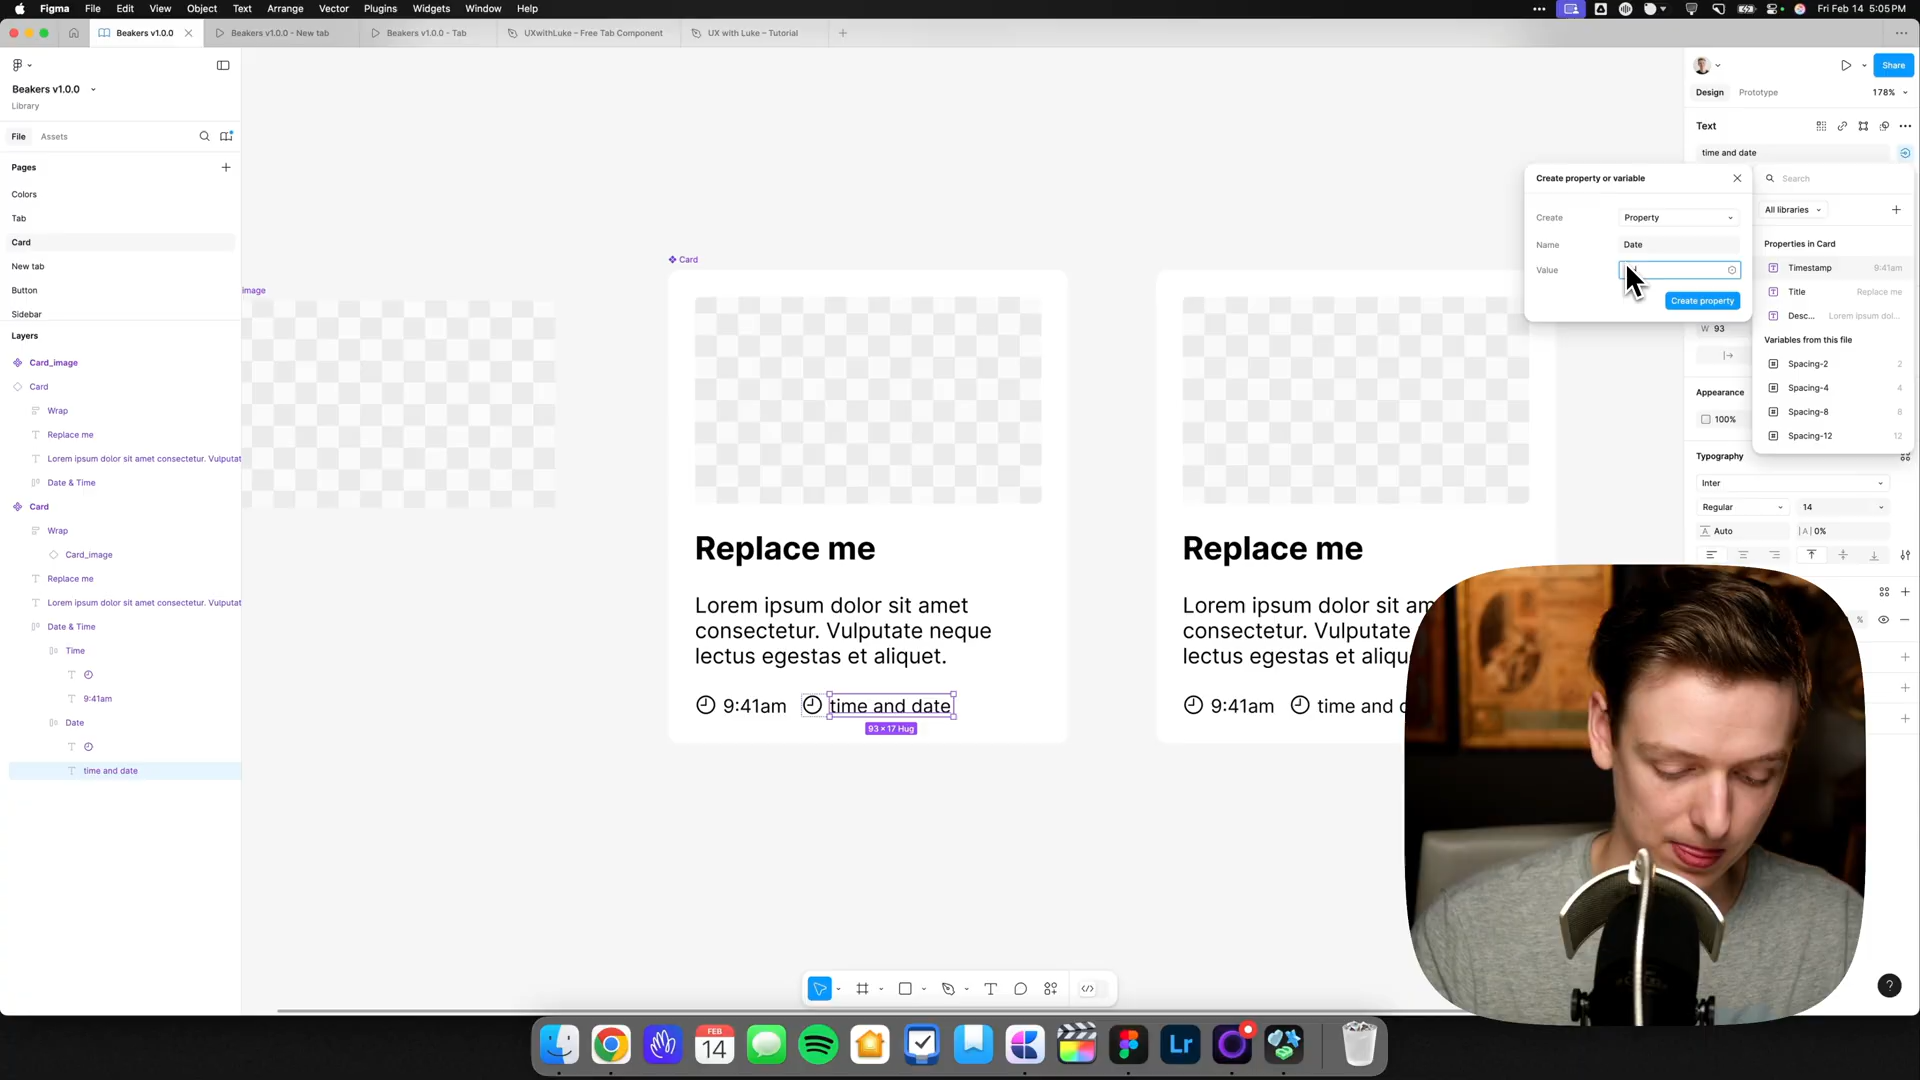 Figma File Edit View Object Text Arrange Vector Plugins Widgets Window Help
Fri Feb 14 5:05 PM
Beakers v1.0.0
Beakers v1.0.0 - New tab
Beakers v1.0.0 - Tab
UXwithLuke – Free Tab Component
UX with Luke – Tutorial
Beakers v1.0.0
Library
File
Assets
Pages
Colors
Tab
Card
New tab
Button
Sidebar
Layers
Card_image
Card
Wrap
Replace me
Lorem ipsum dolor sit amet consectetur. Vulputat
Date & Time
Card
Wrap
Card_image
Replace me
Lorem ipsum dolor sit amet consectetur. Vulputat
Date & Time
Time
9:41am
Date
time and date
image
Card
Replace me
Lorem ipsum dolor sit amet
consectetur. Vulputate neque
lectus egestas et aliquet.
9:41am
time and date
93 × 17 Hug
Replace me
Lorem ipsum dolor sit am
consectetur. Vulputate
lectus egestas et aliqu
9:41am
time and d
Create property or variable
Create
Property
Name
Date
Value
Create property
Share
Design
Prototype
178%
Text
time and date
Search
All libraries
Properties in Card
Timestamp
9:41am
Title
Replace me
Desc...
Lorem ipsum dol...
Variables from this file
Spacing-2
2
Spacing-4
4
Spacing-8
8
Spacing-12
12
W 93
Appearance
100%
Typography
Inter
Regular
14
Auto
0%
%
?
FEB
14
Lr